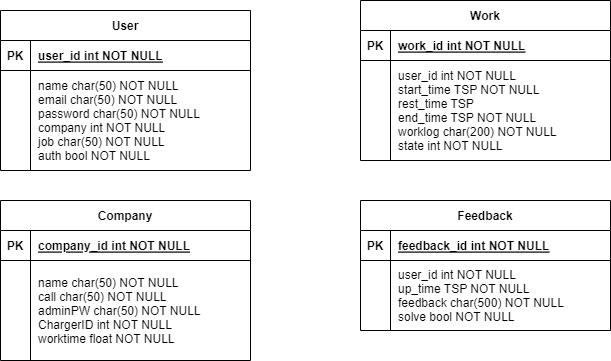 User
PK user_id int NOT NULL
name char(50) NOT NULL
email char(50) NOT NULL
password char(50) NOT NULL
company int NOT NULL
job char(50) NOT NULL
auth bool NOT NULL
Work
PK work_id int NOT NULL
user_id int NOT NULL
start_time TSP NOT NULL
rest_time TSP
end_time TSP NOT NULL
worklog char(200) NOT NULL
state int NOT NULL
Company
PK company_id int NOT NULL
name char(50) NOT NULL
call char(50) NOT NULL
adminPW char(50) NOT NULL
ChargerID int NOT NULL
worktime float NOT NULL
Feedback
PK feedback_id int NOT NULL
user_id int NOT NULL
up_time TSP NOT NULL
feedback char(500) NOT NULL
solve bool NOT NULL